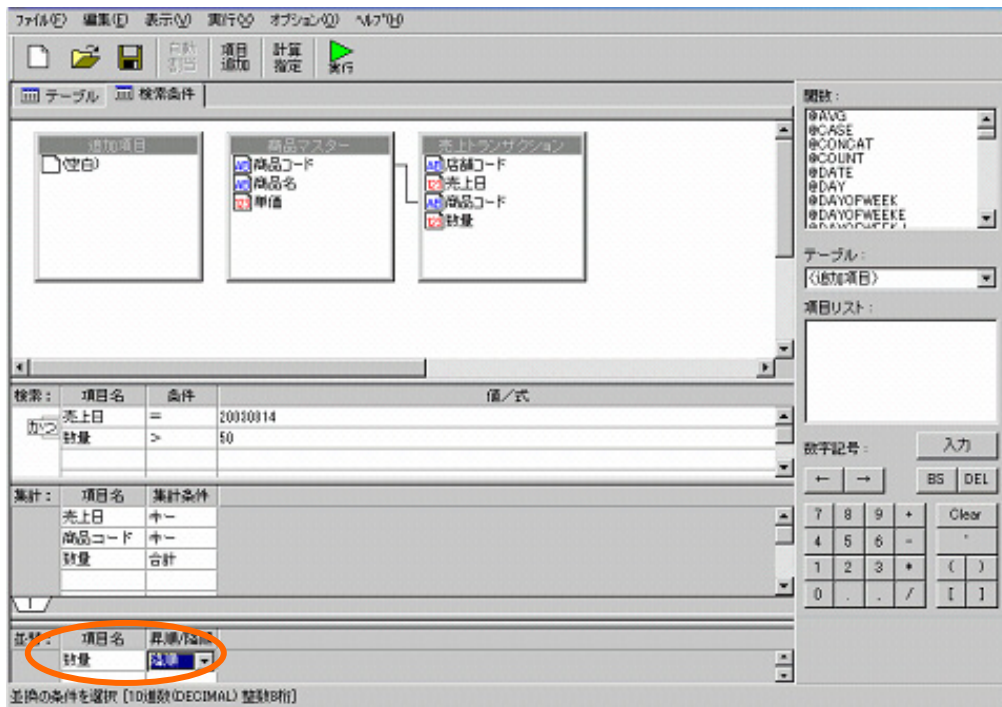 ファイル(F) 編集(E) 表示(V) 実行(X) オプション(O) ヘルプ(H)
自動割当 項目追加 計算指定 実行
テーブル 検索条件
追加項目
(空白)
商品マスター
商品コード
商品名
単価
売上トランザクション
店舗コード
売上日
商品コード
数量
検索: 項目名 条件 値/式
かつ
売上日 = 20030814
数量 > 50
集計: 項目名 集計条件
売上日 キー
商品コード キー
数量 合計
1
並替: 項目名 昇順/降順
数量 降順
並換の条件を選択 [10進数(DECIMAL) 整数8桁]
関数:
@AVG
@CASE
@CONCAT
@COUNT
@DATE
@DAY
@DAYOFWEEK
@DAYOFWEEKE
テーブル:
(追加項目)
項目リスト:
数字記号: 入力
← → BS DEL
7 8 9 + Clear
4 5 6 - '
1 2 3 * ( )
0 . , / [ ]